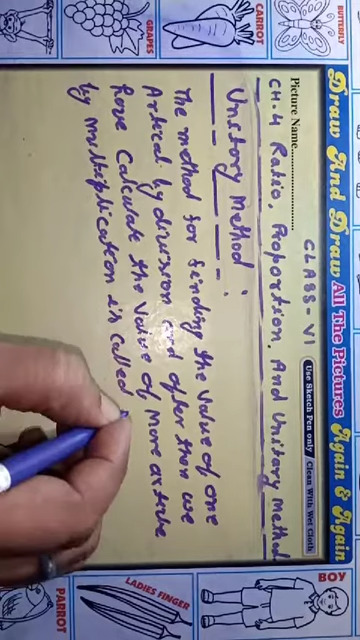 Draw And Draw All The Pictures Again & Again
Picture Name
CLASS-VI
Use Sketch Pen only
Clean With Wet Cloth
CH-4 Ratio, Proportion, And Unitary Method
Unitary Method
The method for finding the value of one
Artical by division and after then we
have Calculate the value of more article
by multiplication is called
BUTTERFLY
CARROT
GRAPES
BOY
LADIES FINGER
PARROT